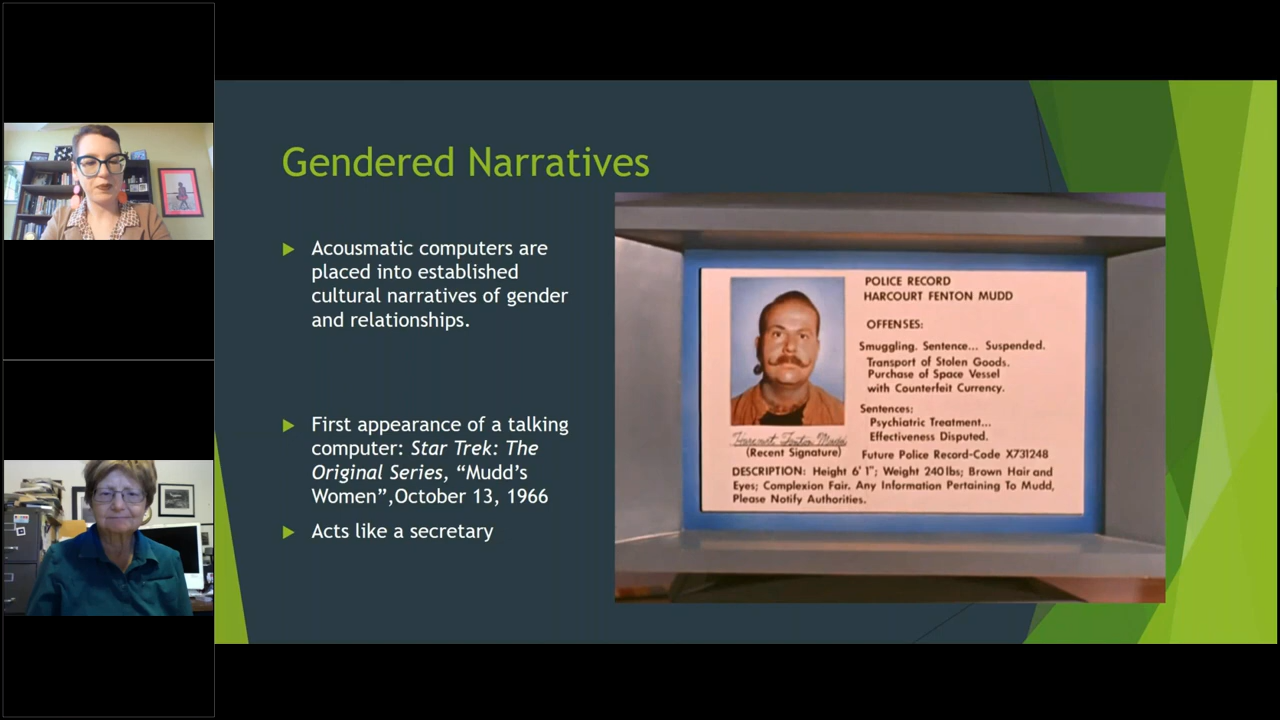 Gendered Narratives
Acousmatic computers are
placed into established
cultural narratives of gender
and relationships.
First appearance of a talking
computer: Star Trek: The
Original Series, “Mudd’s
Women”,October 13, 1966
Acts like a secretary
POLICE RECORD
HARCOURT FENTON MUDD
OFFENSES:
Smuggling. Sentence... Suspended.
Transport of Stolen Goods.
Purchase of Space Vessel
with Counterfeit Currency.
Sentences:
Psychiatric Treatment...
Effectiveness Disputed.
Harcourt Fenton Mudd
(Recent Signature)
Future Police Record-Code X731248
DESCRIPTION: Height 6' 1"; Weight 240 lbs; Brown Hair and
Eyes; Complexion Fair. Any Information Pertaining To Mudd,
Please Notify Authorities.